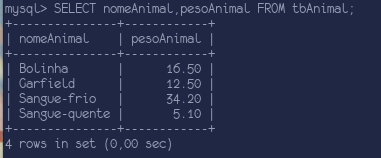 mysql> SELECT nomeAnimal,pesoAnimal FROM tbAnimal;
+---------------+------------+
| nomeAnimal    | pesoAnimal |
+---------------+------------+
| Bolinha       |      16.50 |
| Garfield      |      12.50 |
| Sangue-frio   |      34.20 |
| Sangue-quente |       5.10 |
+---------------+------------+
4 rows in set (0,00 sec)